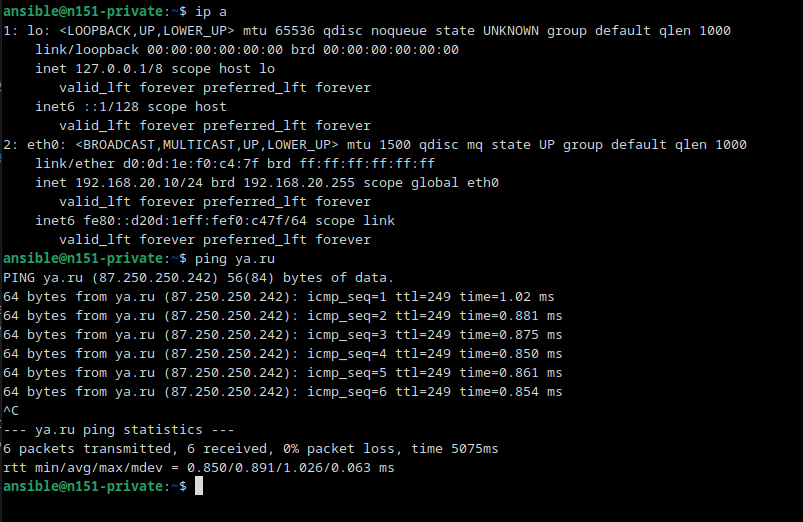 ansible@n151-private:~$ ip a
1: lo: <LOOPBACK,UP,LOWER_UP> mtu 65536 qdisc noqueue state UNKNOWN group default qlen 1000
    link/loopback 00:00:00:00:00:00 brd 00:00:00:00:00:00
    inet 127.0.0.1/8 scope host lo
       valid_lft forever preferred_lft forever
    inet6 ::1/128 scope host
       valid_lft forever preferred_lft forever
2: eth0: <BROADCAST,MULTICAST,UP,LOWER_UP> mtu 1500 qdisc mq state UP group default qlen 1000
    link/ether d0:0d:1e:f0:c4:7f brd ff:ff:ff:ff:ff:ff
    inet 192.168.20.10/24 brd 192.168.20.255 scope global eth0
       valid_lft forever preferred_lft forever
    inet6 fe80::d20d:1eff:fef0:c47f/64 scope link
       valid_lft forever preferred_lft forever
ansible@n151-private:~$ ping ya.ru
PING ya.ru (87.250.250.242) 56(84) bytes of data.
64 bytes from ya.ru (87.250.250.242): icmp_seq=1 ttl=249 time=1.02 ms
64 bytes from ya.ru (87.250.250.242): icmp_seq=2 ttl=249 time=0.881 ms
64 bytes from ya.ru (87.250.250.242): icmp_seq=3 ttl=249 time=0.875 ms
64 bytes from ya.ru (87.250.250.242): icmp_seq=4 ttl=249 time=0.850 ms
64 bytes from ya.ru (87.250.250.242): icmp_seq=5 ttl=249 time=0.861 ms
64 bytes from ya.ru (87.250.250.242): icmp_seq=6 ttl=249 time=0.854 ms
^C
--- ya.ru ping statistics ---
6 packets transmitted, 6 received, 0% packet loss, time 5075ms
rtt min/avg/max/mdev = 0.850/0.891/1.026/0.063 ms
ansible@n151-private:~$